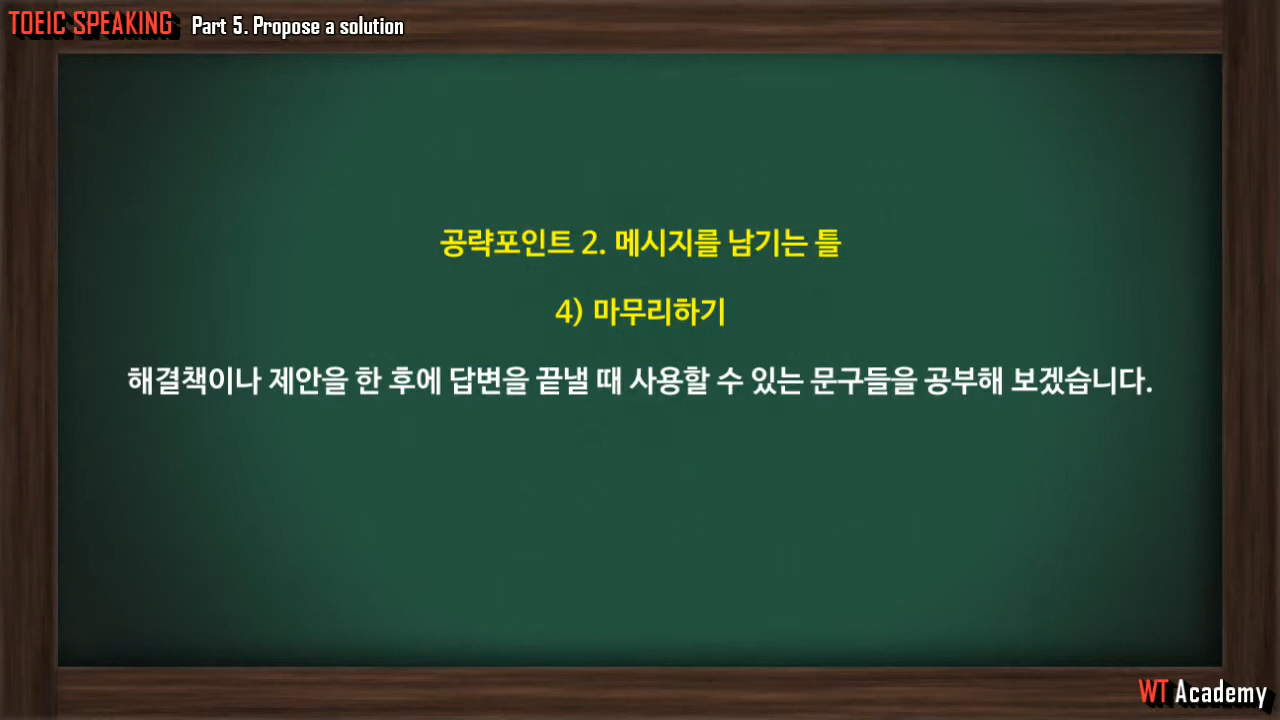 TOEIC SPEAKING Part 5. Propose a solution
공략포인트 2. 메시지를 남기는 틀
4) 마무리하기
해결책이나 제안을 한 후에 답변을 끝낼 때 사용할 수 있는 문구들을 공부해 보겠습니다.
WT Academy